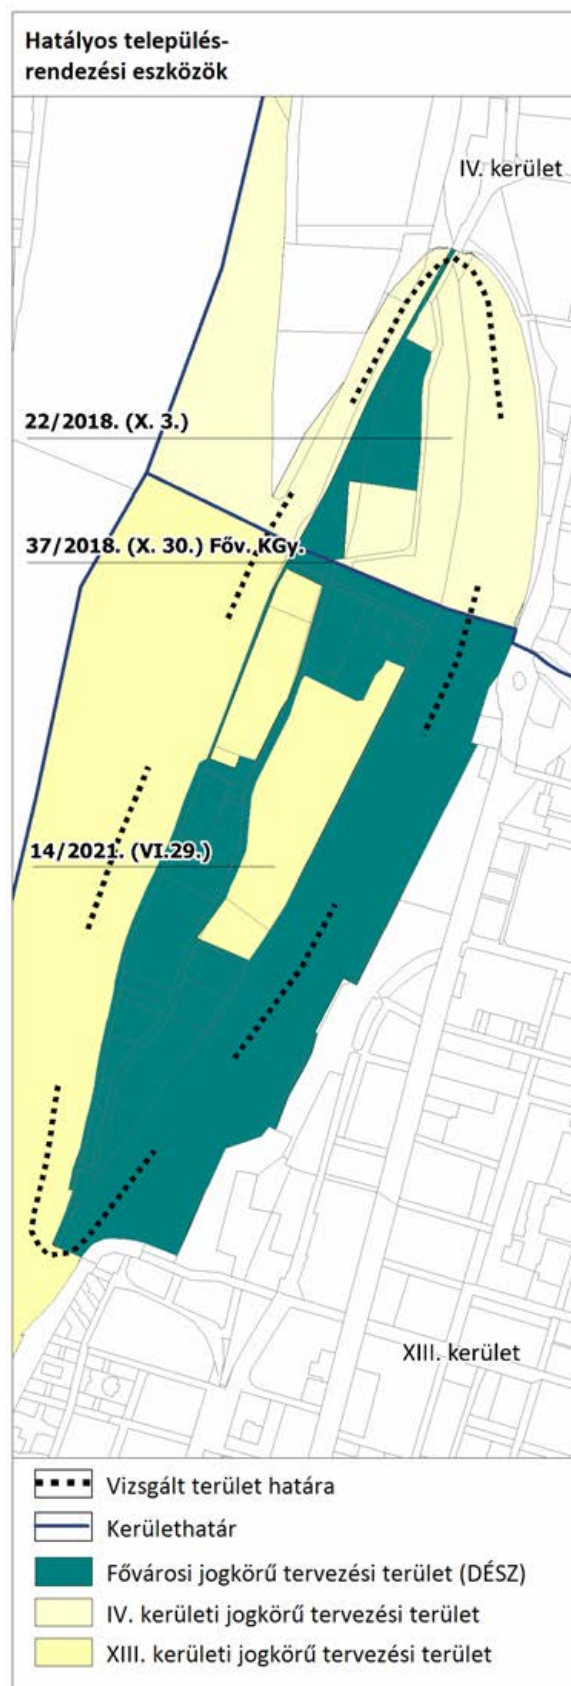 Hatályos település-
rendezési eszközök
IV. kerület
22/2018. (X. 3.)
37/2018. (X. 30.) Főv. KGy.
14/2021. (VI.29.)
XIII. kerület
Vizsgált terület határa
Kerülethatár
Fővárosi jogkörű tervezési terület (DÉSZ)
IV. kerületi jogkörű tervezési terület
XIII. kerületi jogkörű tervezési terület